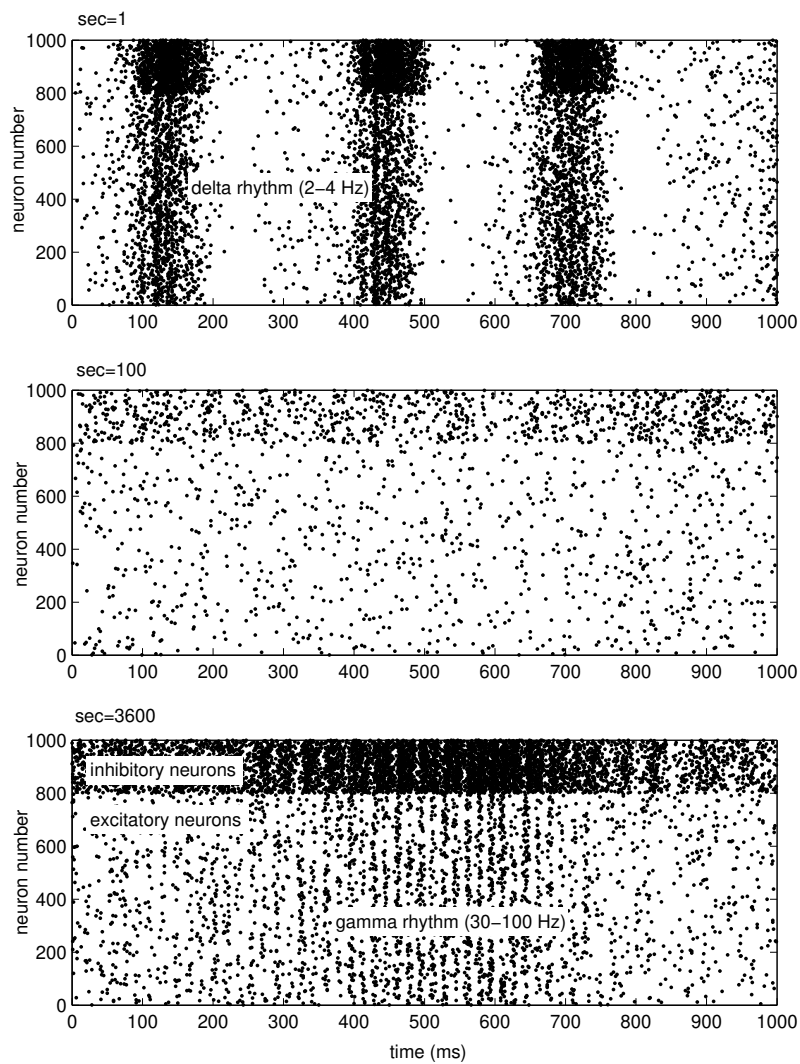 sec=1
1000
800
600
400
200
0
neuron number
delta rhythm (2−4 Hz)
0 100 200 300 400 500 600 700 800 900 1000
sec=100
1000
800
600
400
200
0
neuron number
0 100 200 300 400 500 600 700 800 900 1000
sec=3600
1000
800
600
400
200
0
neuron number
inhibitory neurons
excitatory neurons
gamma rhythm (30−100 Hz)
0 100 200 300 400 500 600 700 800 900 1000
time (ms)